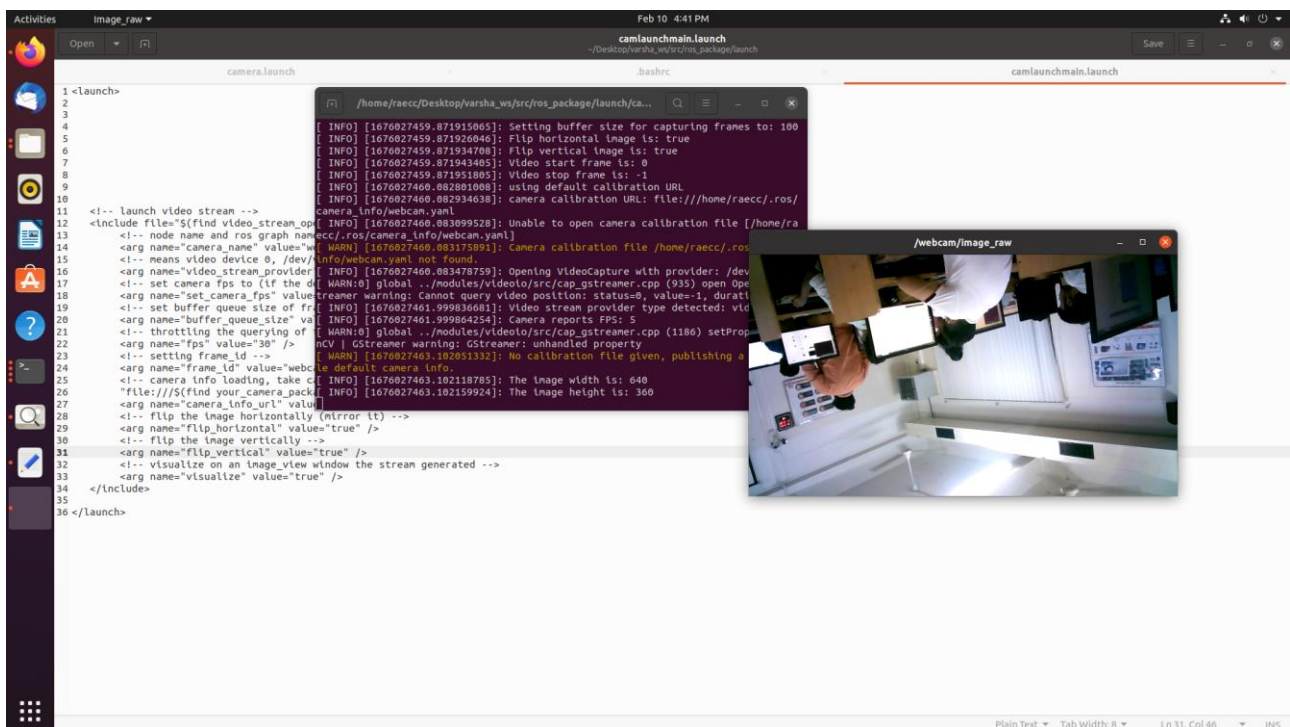 Activities
Image_raw
Feb 10 4:41 PM
Open
camlaunchmain.launch
~/Desktop/varsha_ws/src/ros_package/launch
Save
camera.launch
.bashrc
camlaunchmain.launch
1 <launch>
2
3
4
5
6
7
8
9
10
11 <!-- launch video stream -->
12 <include file="$(find video_stream_op
13 <!-- node name and ros graph nam
14 <arg name="camera_name" value="w
15 <!-- means video device 0, /dev/
16 <arg name="video_stream_provider
17 <!-- set camera fps to (if the d
18 <arg name="set_camera_fps" value
19 <!-- set buffer queue size of fr
20 <arg name="buffer_queue_size" va
21 <!-- throttling the querying of
22 <arg name="fps" value="30" />
23 <!-- setting frame_id -->
24 <arg name="frame_id" value="webc
25 <!-- camera info loading, take c
26 "file:///$(find your_camera_pack
27 <arg name="camera_info_url" valu
28 <!-- flip the image horizontally (mirror it) -->
29 <arg name="flip_horizontal" value="true" />
30 <!-- flip the image vertically -->
31 <arg name="flip_vertical" value="true" />
32 <!-- visualize on an image_view window the stream generated -->
33 <arg name="visualize" value="true" />
34 </include>
35
36 </launch>
/home/raecc/Desktop/varsha_ws/src/ros_package/launch/ca...
[ INFO] [1676027459.871915065]: Setting buffer size for capturing frames to: 100
[ INFO] [1676027459.871926046]: Flip horizontal image is: true
[ INFO] [1676027459.871934708]: Flip vertical image is: true
[ INFO] [1676027459.871943405]: Video start frame is: 0
[ INFO] [1676027459.871951805]: Video stop frame is: -1
[ INFO] [1676027460.082801008]: using default calibration URL
[ INFO] [1676027460.082934638]: camera calibration URL: file:///home/raecc/.ros/
camera_info/webcam.yaml
[ INFO] [1676027460.083099528]: Unable to open camera calibration file [/home/ra
ecc/.ros/camera_info/webcam.yaml]
[ WARN] [1676027460.083175891]: Camera calibration file /home/raecc/.ros
info/webcam.yaml not found.
[ INFO] [1676027460.083478759]: Opening VideoCapture with provider: /dev
[ WARN:0] global ../modules/videoio/src/cap_gstreamer.cpp (935) open Ope
treamer warning: Cannot query video position: status=0, value=-1, durati
[ INFO] [1676027461.999836681]: Video stream provider type detected: vid
[ INFO] [1676027461.999864254]: Camera reports FPS: 5
[ WARN:0] global ../modules/videoio/src/cap_gstreamer.cpp (1186) setProp
nCV | GStreamer warning: GStreamer: unhandled property
[ WARN] [1676027463.102051332]: No calibration file given, publishing a
le default camera info.
[ INFO] [1676027463.102118785]: The image width is: 640
[ INFO] [1676027463.102159924]: The image height is: 360
/webcam/image_raw
Plain Text
Tab Width: 8
Ln 31, Col 46
INS